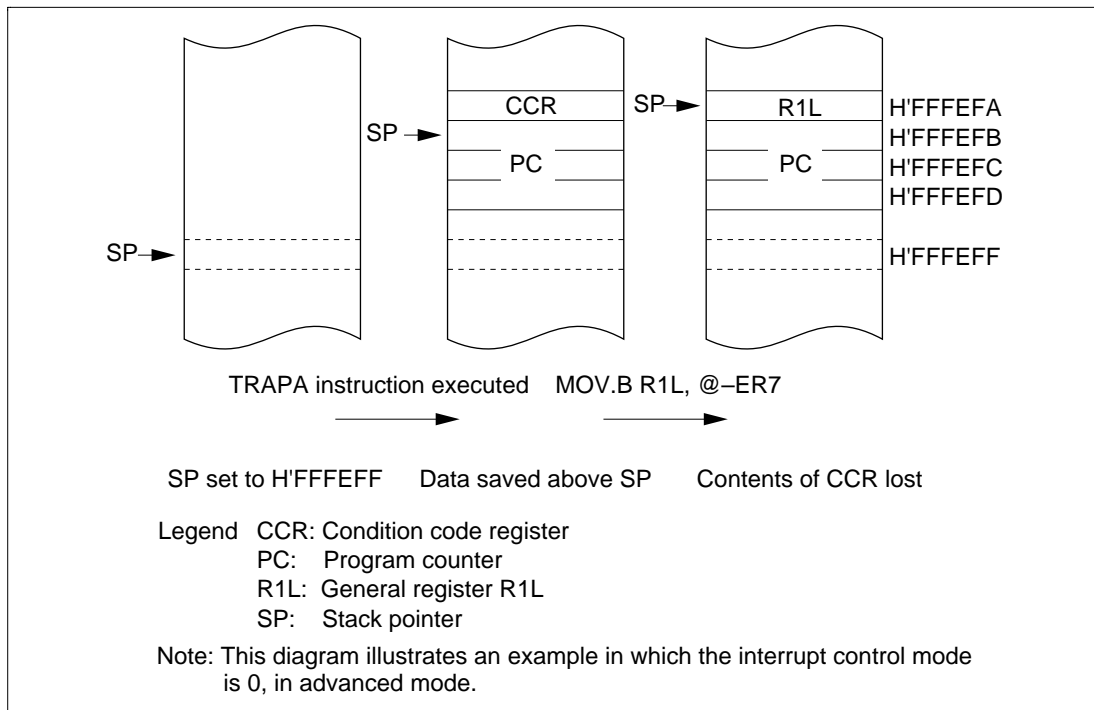 CCR SP R1L H'FFFEFA
SP H'FFFEFB
PC PC H'FFFEFC
H'FFFEFD
SP H'FFFEFF
TRAPA instruction executed MOV.B R1L, @–ER7
SP set to H'FFFEFF Data saved above SP Contents of CCR lost
Legend CCR: Condition code register
PC: Program counter
R1L: General register R1L
SP: Stack pointer
Note: This diagram illustrates an example in which the interrupt control mode
is 0, in advanced mode.